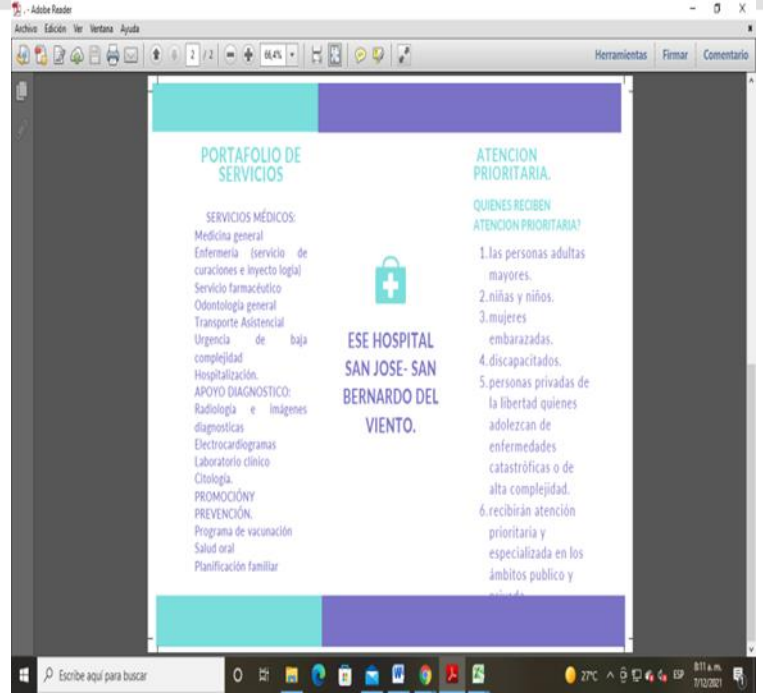 - Adobe Reader
Archivo Edición Ver Ventana Ayuda
2 / 2 66,4% Herramientas Firmar Comentario
PORTAFOLIO DE
SERVICIOS
SERVICIOS MÉDICOS:
Medicina general
Enfermería (servicio de
curaciones e inyecto logia)
Servicio farmacéutico
Odontología general
Transporte Asistencial
Urgencia de baja
complejidad
Hospitalización.
APOYO DIAGNOSTICO:
Radiología e imágenes
diagnosticas
Electrocardiogramas
Laboratorio clínico
Citología.
PROMOCIÓNY
PREVENCIÓN.
Programa de vacunación
Salud oral
Planificación familiar
ESE HOSPITAL
SAN JOSE- SAN
BERNARDO DEL
VIENTO.
ATENCION
PRIORITARIA.
QUIENES RECIBEN
ATENCION PRIORITARIA?
1.las personas adultas
mayores.
2.niñas y niños.
3.mujeres
embarazadas.
4.discapacitados.
5.personas privadas de
la libertad quienes
adolezcan de
enfermedades
catastróficas o de
alta complejidad.
6.recibirán atención
prioritaria y
especializada en los
ámbitos publico y
Escribe aquí para buscar
27°C
ESP
8:11 a.m.
7/12/2021